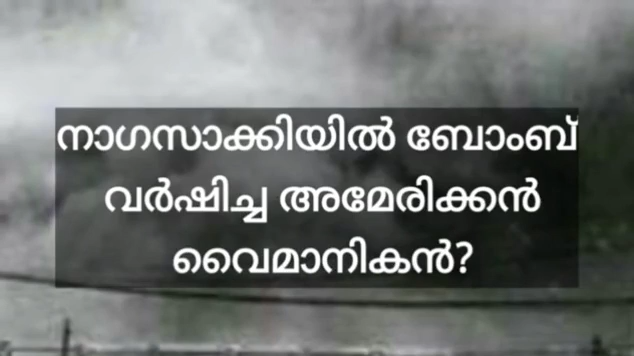 നാഗസാക്കിയിൽ ബോംബ്
വർഷിച്ച അമേരിക്കൻ
വൈമാനികൻ?